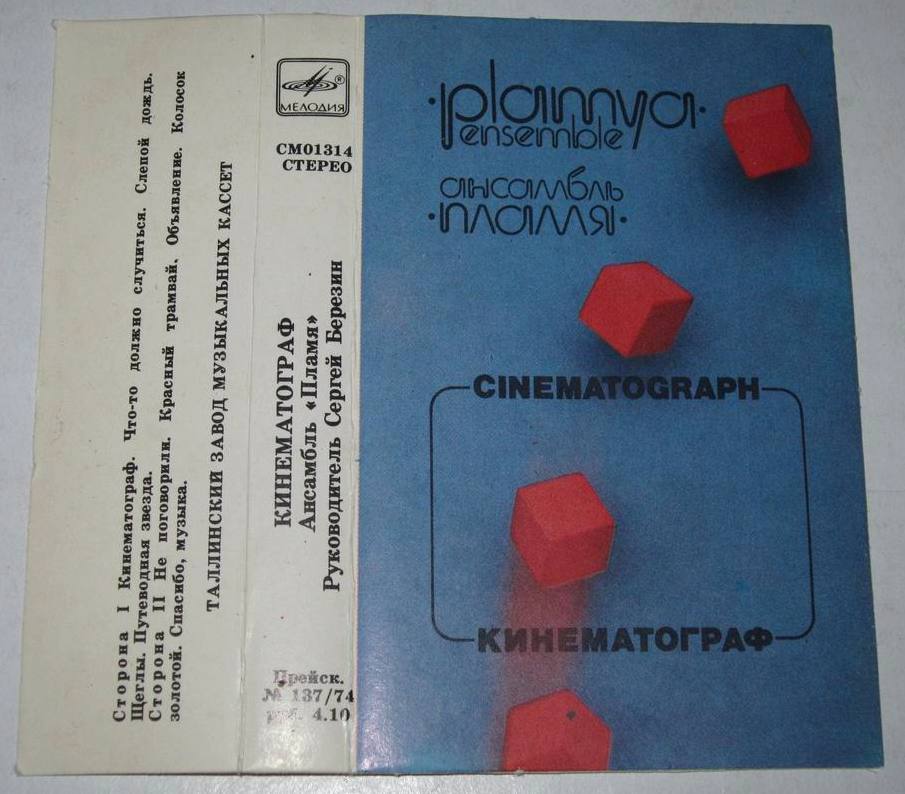 Сторона I Кинематограф. Что-то должно случиться. Слепой дождь.
Щеглы. Путеводная звезда.
Сторона II Не поговорили. Красный трамвай. Объявление. Колосок
золотой. Спасибо, музыка.
ТАЛЛИНСКИЙ ЗАВОД МУЗЫКАЛЬНЫХ КАССЕТ
МЕЛОДИЯ
СМ01314
СТЕРЕО
КИНЕМАТОГРАФ
Ансамбль «Пламя»
Руководитель Сергей Березин
Прейск.
№ 137/74
руб. 4.10
·plamya·
ensemble
ансамбль
·пламя·
CINEMATOGRAPH
КИНЕМАТОГРАФ